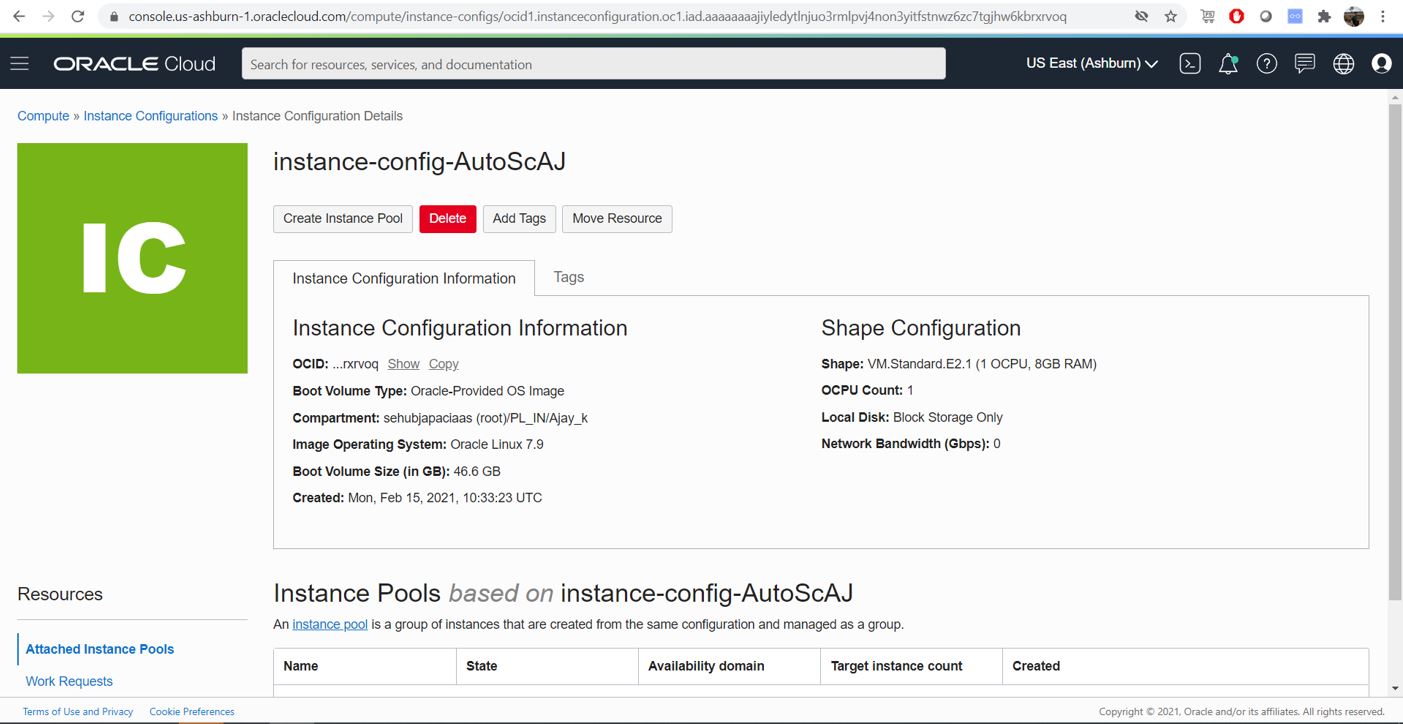 console.us-ashburn-1.oraclecloud.com/compute/instance-configs/ocid1.instanceconfiguration.oc1.iad.aaaaaaaajiyledytlnjuo3rmlpvj4non3yitfstnwz6zc7tgjhw6kbrxrvoq
ORACLE Cloud
Search for resources, services, and documentation
US East (Ashburn)
Compute » Instance Configurations » Instance Configuration Details
IC
instance-config-AutoScAJ
Create Instance Pool Delete Add Tags Move Resource
Instance Configuration Information Tags
Instance Configuration Information
OCID: ...rxrvoq Show Copy
Boot Volume Type: Oracle-Provided OS Image
Compartment: sehubjapaciaas (root)/PL_IN/Ajay_k
Image Operating System: Oracle Linux 7.9
Boot Volume Size (in GB): 46.6 GB
Created: Mon, Feb 15, 2021, 10:33:23 UTC
Shape Configuration
Shape: VM.Standard.E2.1 (1 OCPU, 8GB RAM)
OCPU Count: 1
Local Disk: Block Storage Only
Network Bandwidth (Gbps): 0
Resources
Attached Instance Pools
Work Requests
Instance Pools based on instance-config-AutoScAJ
An instance pool is a group of instances that are created from the same configuration and managed as a group.
Name State Availability domain Target instance count Created
Terms of Use and Privacy Cookie Preferences
Copyright © 2021, Oracle and/or its affiliates. All rights reserved.